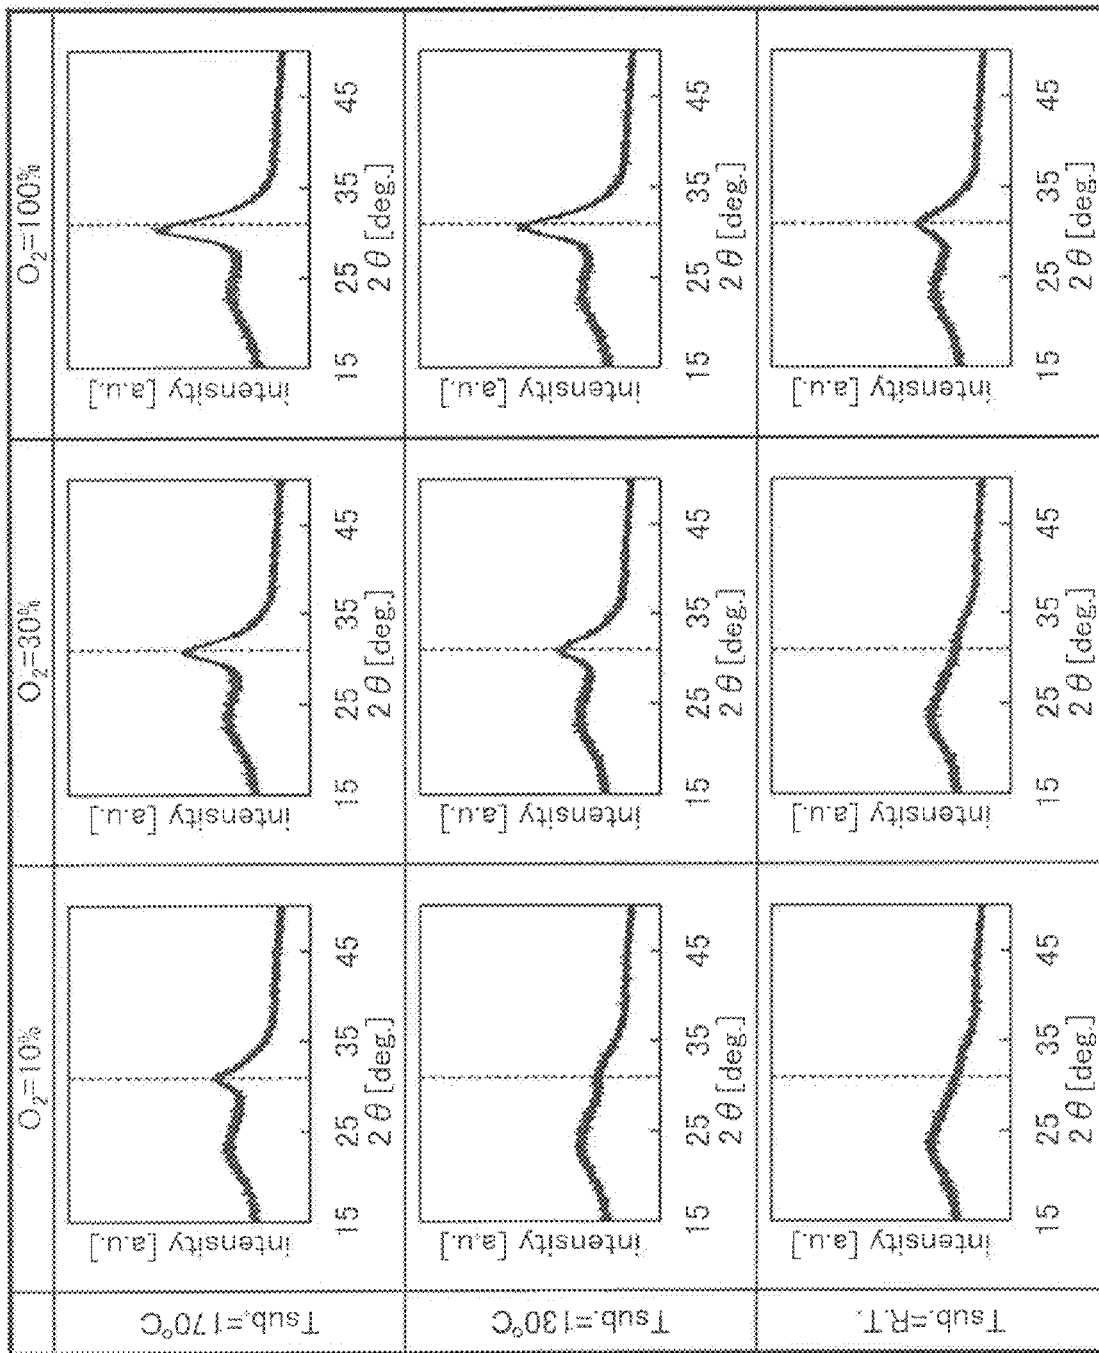 O₂=10%
O₂=30%
O₂=100%
Tsub.=170°C
intensity [a.u.]
15 25 35 45
2θ [deg.]
intensity [a.u.]
15 25 35 45
2θ [deg.]
intensity [a.u.]
15 25 35 45
2θ [deg.]
Tsub.=130°C
intensity [a.u.]
15 25 35 45
2θ [deg.]
intensity [a.u.]
15 25 35 45
2θ [deg.]
intensity [a.u.]
15 25 35 45
2θ [deg.]
Tsub.=R.T.
intensity [a.u.]
15 25 35 45
2θ [deg.]
intensity [a.u.]
15 25 35 45
2θ [deg.]
intensity [a.u.]
15 25 35 45
2θ [deg.]